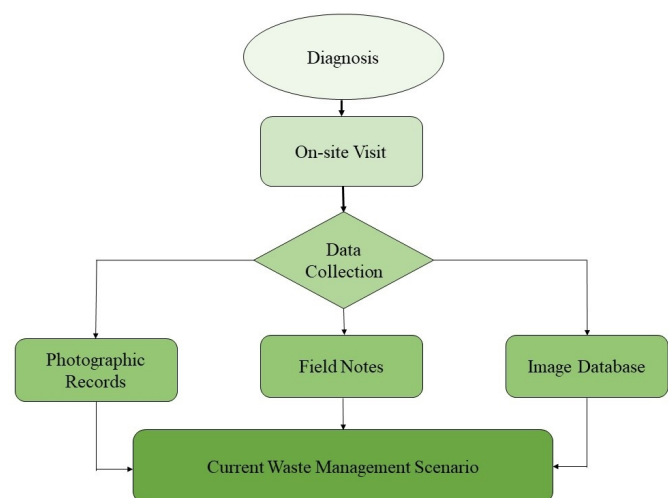 Diagnosis
On-site Visit
Data
Collection
Photographic
Records
Field Notes
Image Database
Current Waste Management Scenario